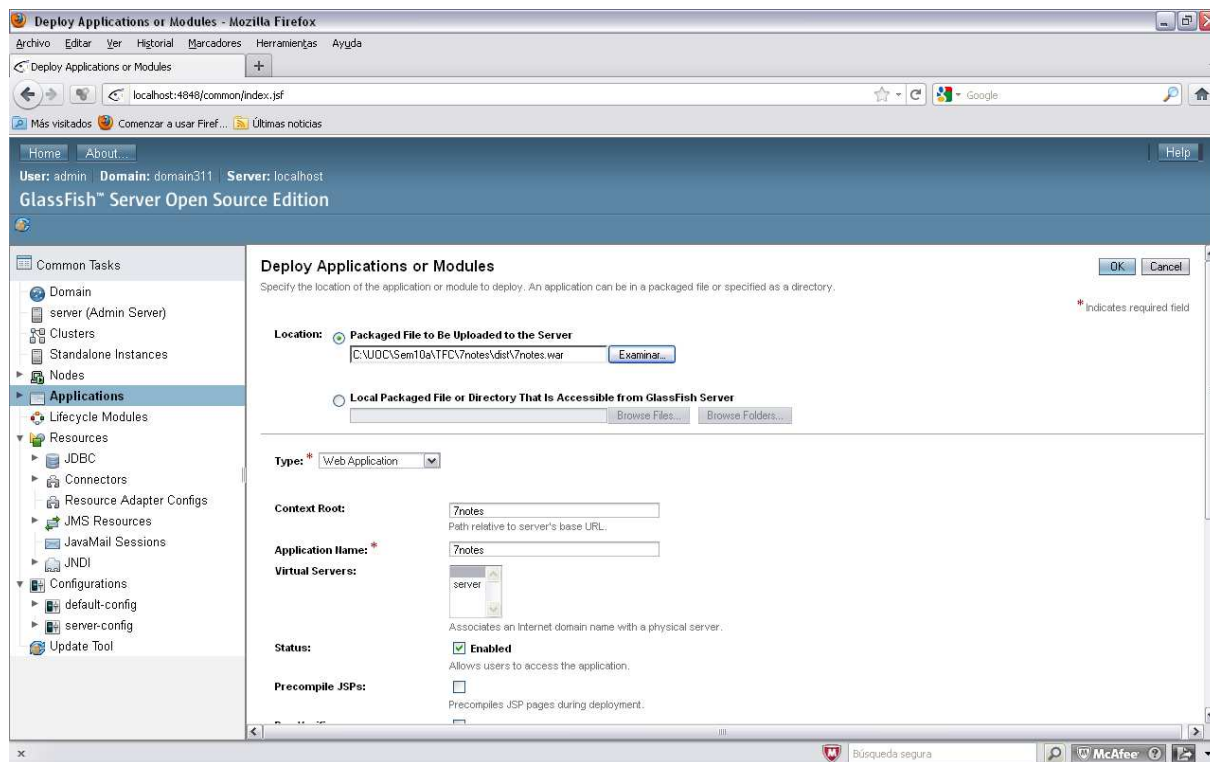 Deploy Applications or Modules - Mozilla Firefox
Archivo Editar Ver Historial Marcadores Herramientas Ayuda
Deploy Applications or Modules +
localhost:4848/common/index.jsf
Google
Más visitados Comenzar a usar Firef... Últimas noticias
Home About... Help
User: admin Domain: domain311 Server: localhost
GlassFish™ Server Open Source Edition
Common Tasks
Domain
server (Admin Server)
Clusters
Standalone Instances
Nodes
Applications
Lifecycle Modules
Resources
JDBC
Connectors
Resource Adapter Configs
JMS Resources
JavaMail Sessions
JNDI
Configurations
default-config
server-config
Update Tool
Deploy Applications or Modules
OK Cancel
Specify the location of the application or module to deploy. An application can be in a packaged file or specified as a directory.
* Indicates required field
Location: Packaged File to Be Uploaded to the Server
C:\UOC\Sem10a\TFC\7notes\dist\7notes.war Examinar...
Local Packaged File or Directory That Is Accessible from GlassFish Server
Browse Files... Browse Folders...
Type: * Web Application
Context Root: 7notes
Path relative to server's base URL.
Application Name: * 7notes
Virtual Servers:
server
Associates an Internet domain name with a physical server.
Status: Enabled
Allows users to access the application.
Precompile JSPs:
Precompiles JSP pages during deployment.
Búsqueda segura McAfee